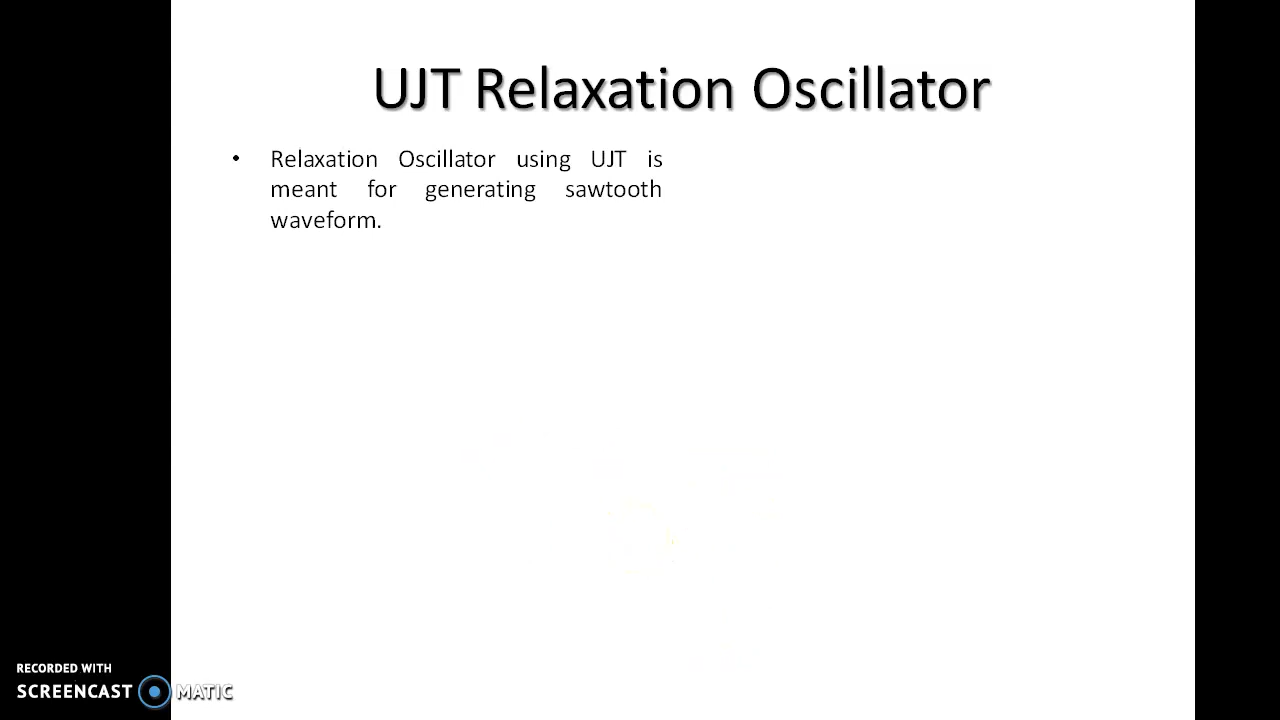 UJT Relaxation Oscillator
• Relaxation Oscillator using UJT is
meant for generating sawtooth
waveform.
RECORDED WITH
SCREENCAST MATIC